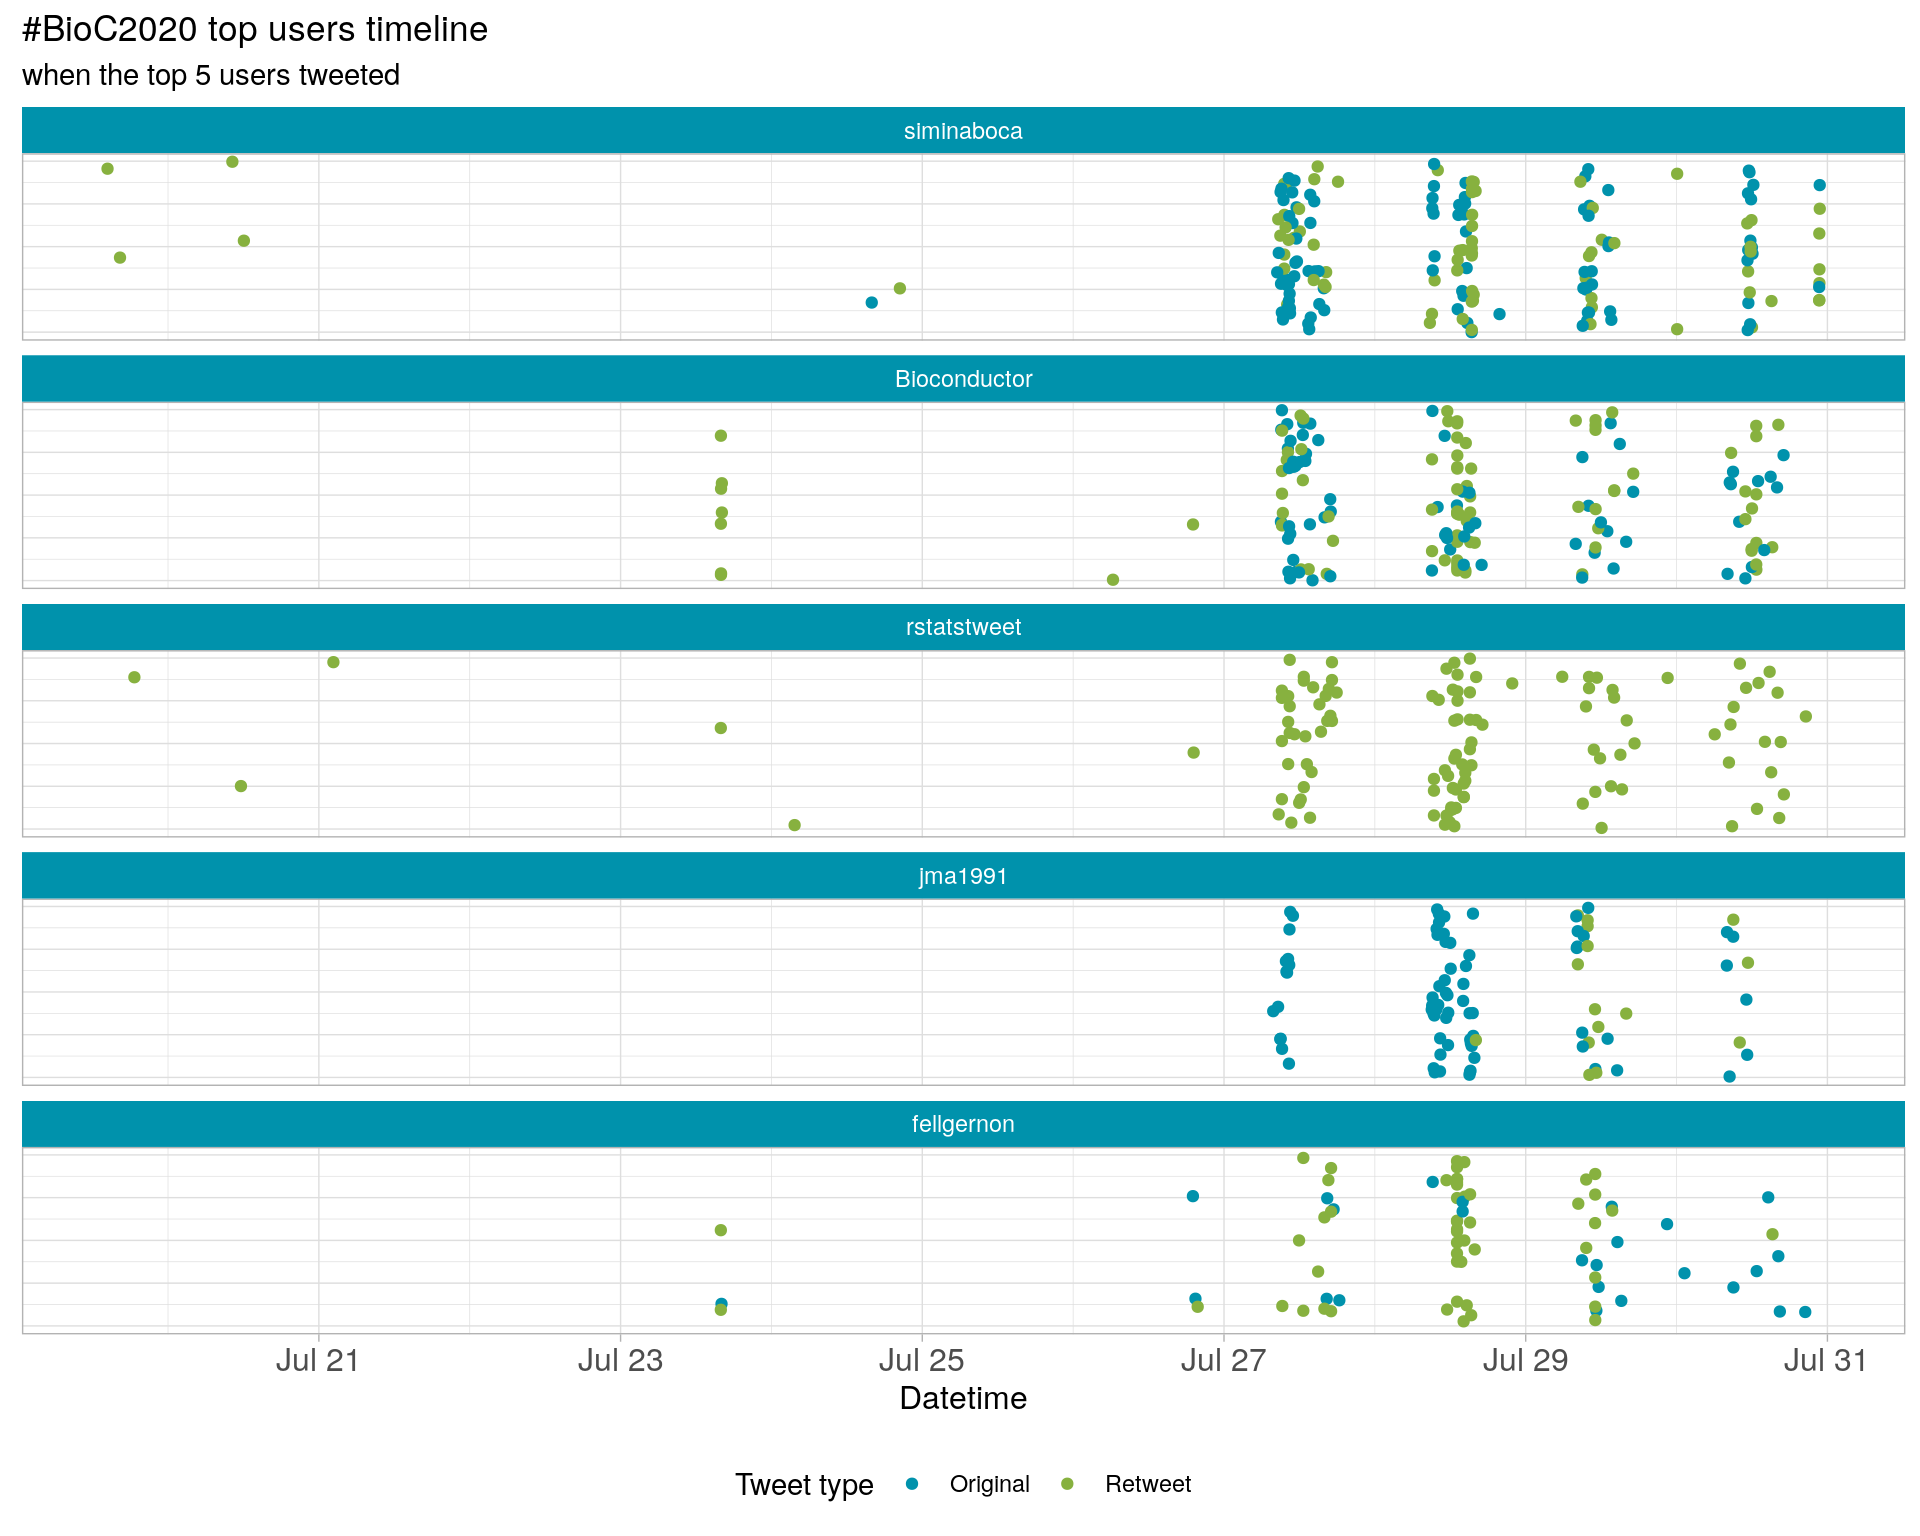 #BioC2020 top users timeline
when the top 5 users tweeted
siminaboca
Bioconductor
rstatstweet
jma1991
fellgernon
Jul 21 Jul 23 Jul 25 Jul 27 Jul 29 Jul 31
Datetime
Tweet type Original Retweet